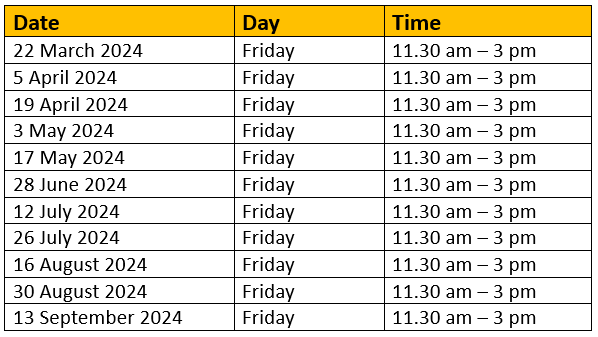 Date Day Time
22 March 2024 Friday 11.30 am – 3 pm
5 April 2024 Friday 11.30 am – 3 pm
19 April 2024 Friday 11.30 am – 3 pm
3 May 2024 Friday 11.30 am – 3 pm
17 May 2024 Friday 11.30 am – 3 pm
28 June 2024 Friday 11.30 am – 3 pm
12 July 2024 Friday 11.30 am – 3 pm
26 July 2024 Friday 11.30 am – 3 pm
16 August 2024 Friday 11.30 am – 3 pm
30 August 2024 Friday 11.30 am – 3 pm
13 September 2024 Friday 11.30 am – 3 pm